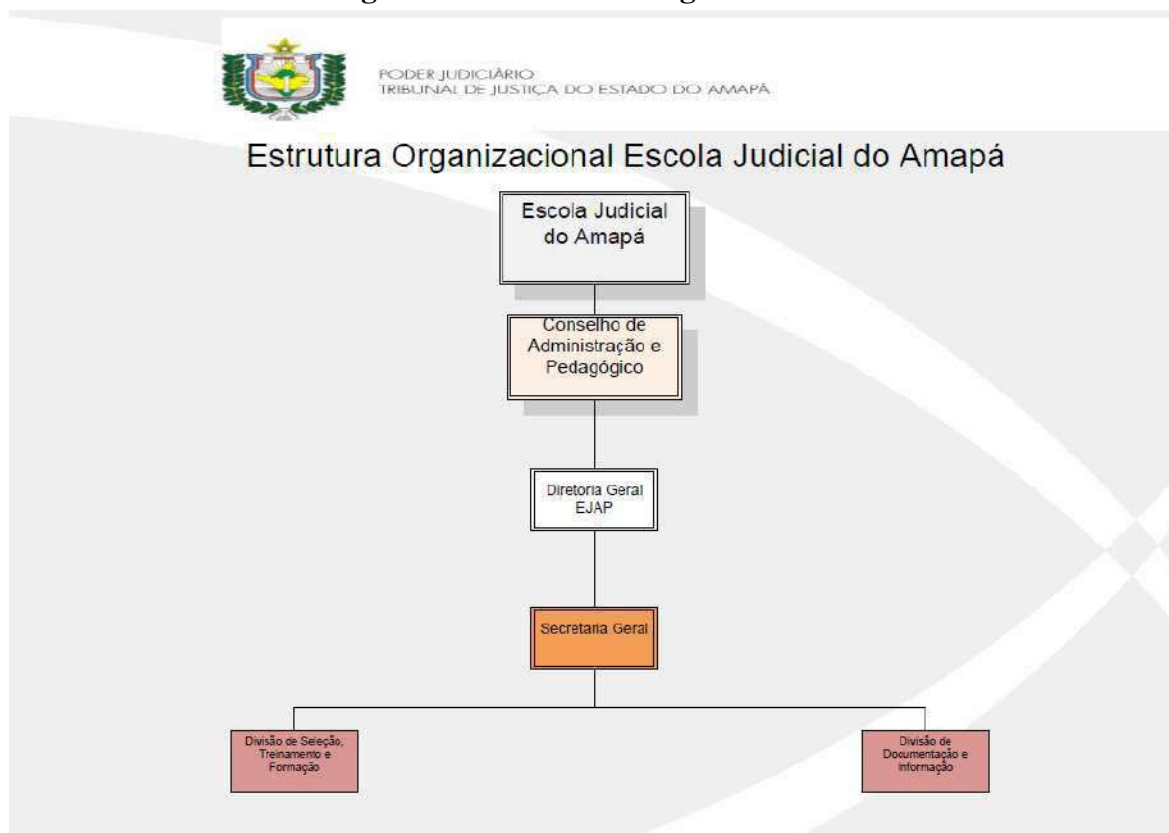 PODER JUDICIÁRIO
TRIBUNAL DE JUSTIÇA DO ESTADO DO AMAPÁ
Estrutura Organizacional Escola Judicial do Amapá
Escola Judicial
do Amapá
Conselho de
Administração e
Pedagógico
Diretoria Geral
EJAP
Secretaria Geral
Divisão de Seleção,
Treinamento e
Formação
Divisão de
Documentação e
Informação